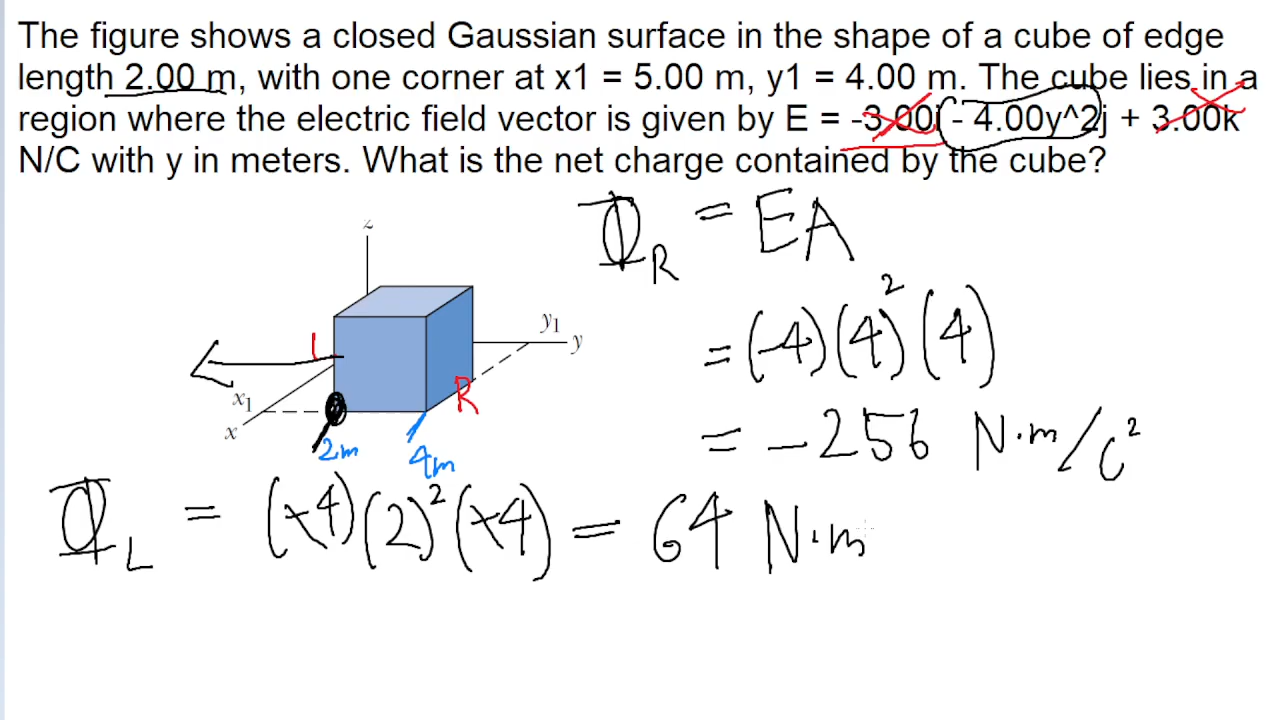 The figure shows a closed Gaussian surface in the shape of a cube of edge
length 2.00 m, with one corner at x1 = 5.00 m, y1 = 4.00 m. The cube lies in a
region where the electric field vector is given by E = -3.00i - 4.00y^2j + 3.00k
N/C with y in meters. What is the net charge contained by the cube?
Φ_R = EA
= (-4)(4)²(4)
= -256 N·m/C²
z
y₁
y
L
R
x₁
x
2m
4m
Φ_L = (+4)(2)²(+4) = 64 N·m